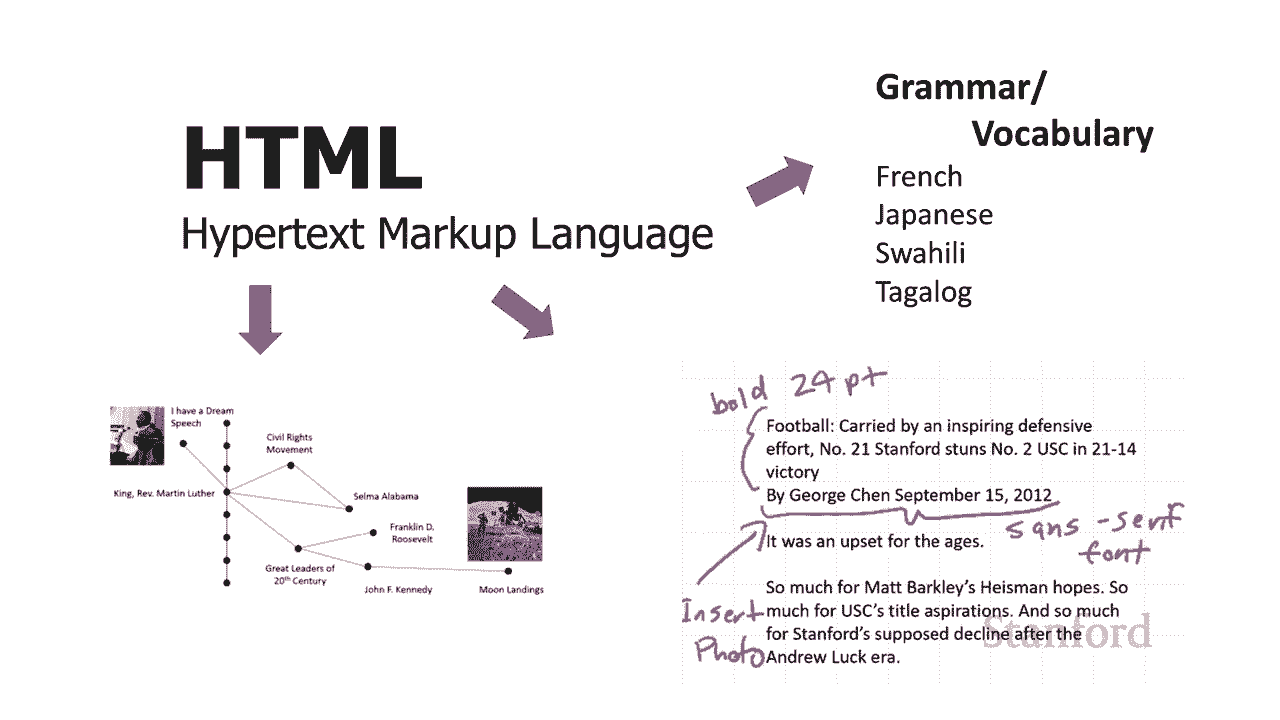 HTML
Hypertext Markup Language
Grammar/
Vocabulary
French
Japanese
Swahili
Tagalog
I have a Dream
Speech
Civil Rights
Movement
King, Rev. Martin Luther
Selma Alabama
Franklin D.
Roosevelt
Great Leaders of
20th Century
John F. Kennedy
Moon Landings
bold 24 pt
Football: Carried by an inspiring defensive
effort, No. 21 Stanford stuns No. 2 USC in 21-14
victory
By George Chen September 15, 2012
sans-serif
font
It was an upset for the ages.
Insert
Photo
So much for Matt Barkley's Heisman hopes. So
much for USC's title aspirations. And so much
for Stanford's supposed decline after the
Andrew Luck era.
Stanford